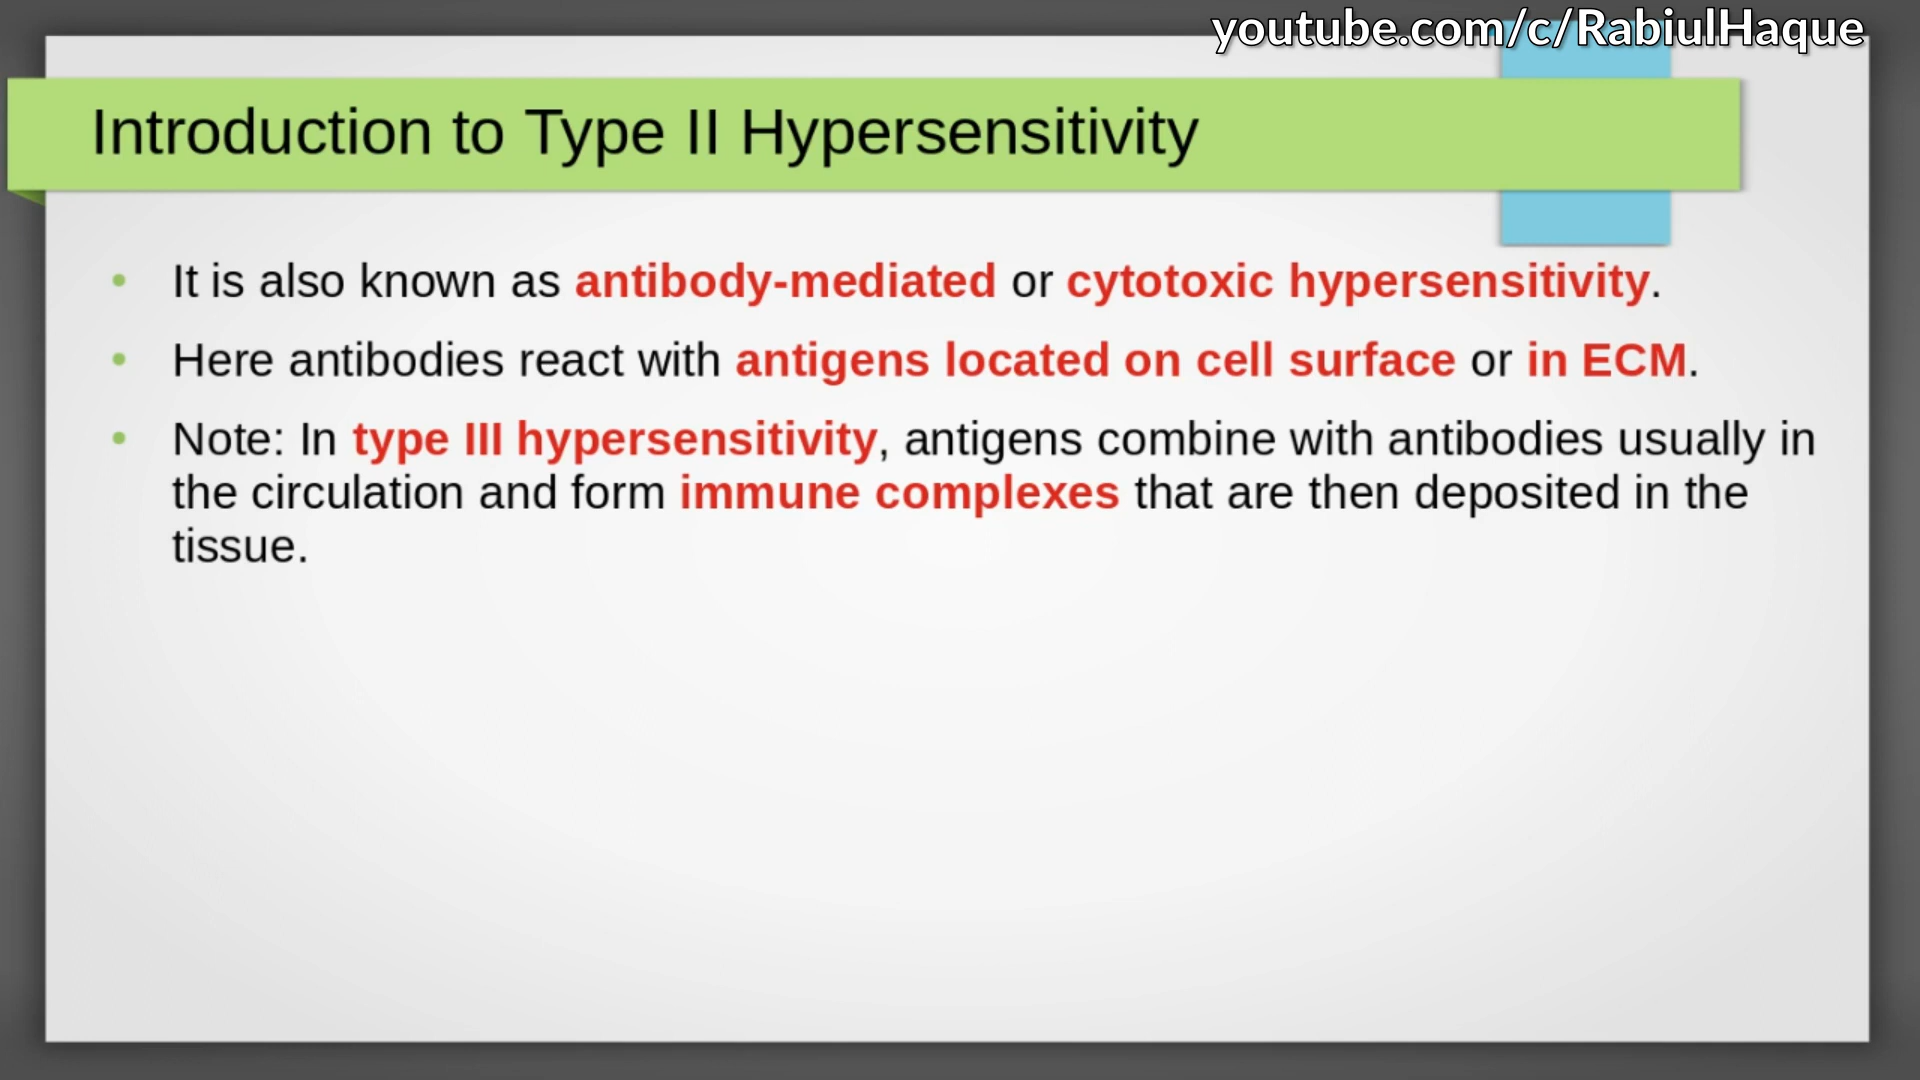 youtube.com/c/RabiulHaque
Introduction to Type II Hypersensitivity
• It is also known as antibody-mediated or cytotoxic hypersensitivity.
• Here antibodies react with antigens located on cell surface or in ECM.
• Note: In type III hypersensitivity, antigens combine with antibodies usually in
the circulation and form immune complexes that are then deposited in the
tissue.